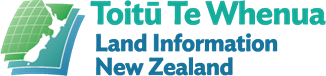 Toitū Te Whenua
Land Information
New Zealand